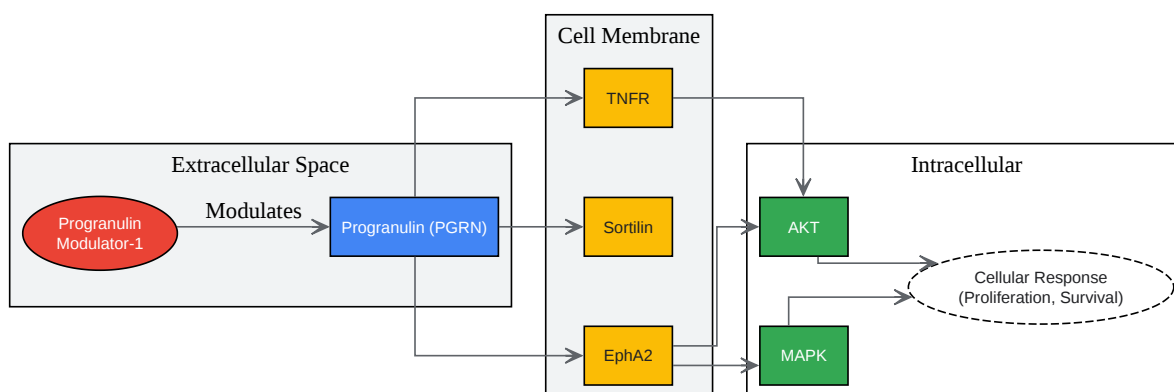 Cell Membrane
TNFR
Extracellular Space
Intracellular
Progranulin
Modulator-1
Modulates
Progranulin (PGRN)
Sortilin
AKT
Cellular Response
(Proliferation, Survival)
EphA2
MAPK